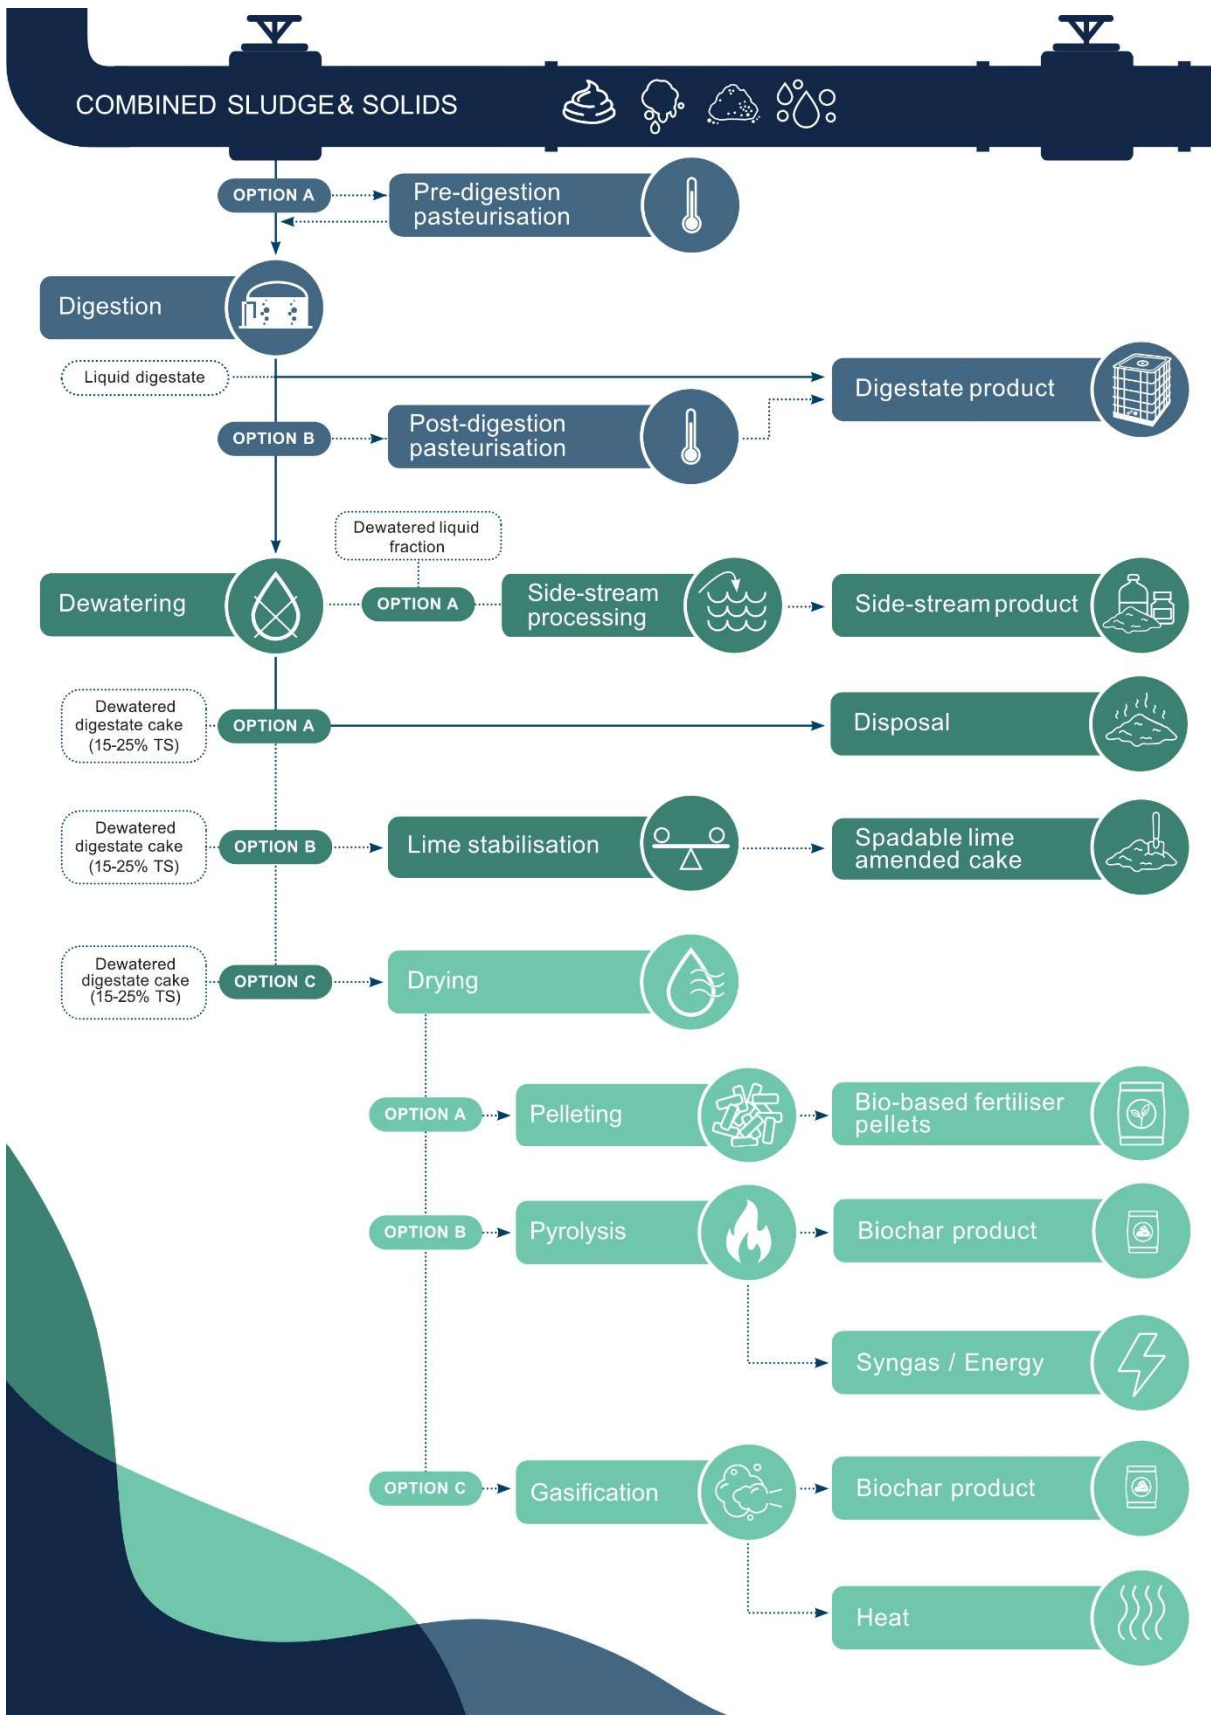 COMBINED SLUDGE & SOLIDS
OPTION A
Pre-digestion
pasteurisation
Digestion
Liquid digestate
Digestate product
OPTION B
Post-digestion
pasteurisation
Dewatered liquid
fraction
Dewatering
OPTION A
Side-stream
processing
Side-stream product
Dewatered
digestate cake
(15-25% TS)
OPTION A
Disposal
Dewatered
digestate cake
(15-25% TS)
OPTION B
Lime stabilisation
Spadable lime
amended cake
Dewatered
digestate cake
(15-25% TS)
OPTION C
Drying
OPTION A
Pelleting
Bio-based fertiliser
pellets
OPTION B
Pyrolysis
Biochar product
Syngas / Energy
OPTION C
Gasification
Biochar product
Heat